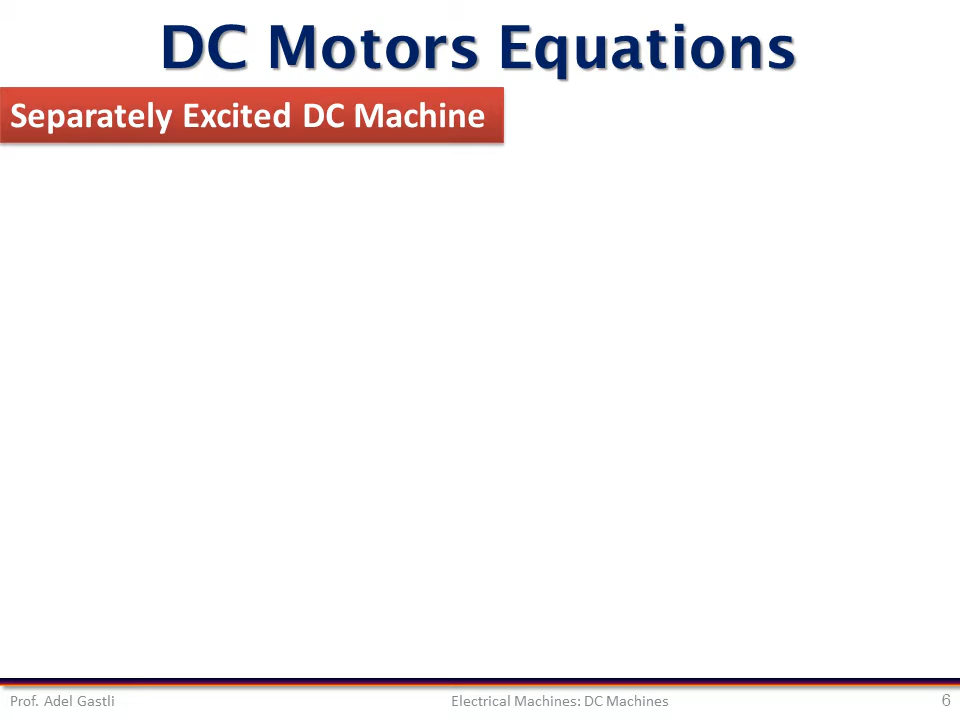 DC Motors Equations
Separately Excited DC Machine
Prof. Adel Gastli
Electrical Machines: DC Machines
6